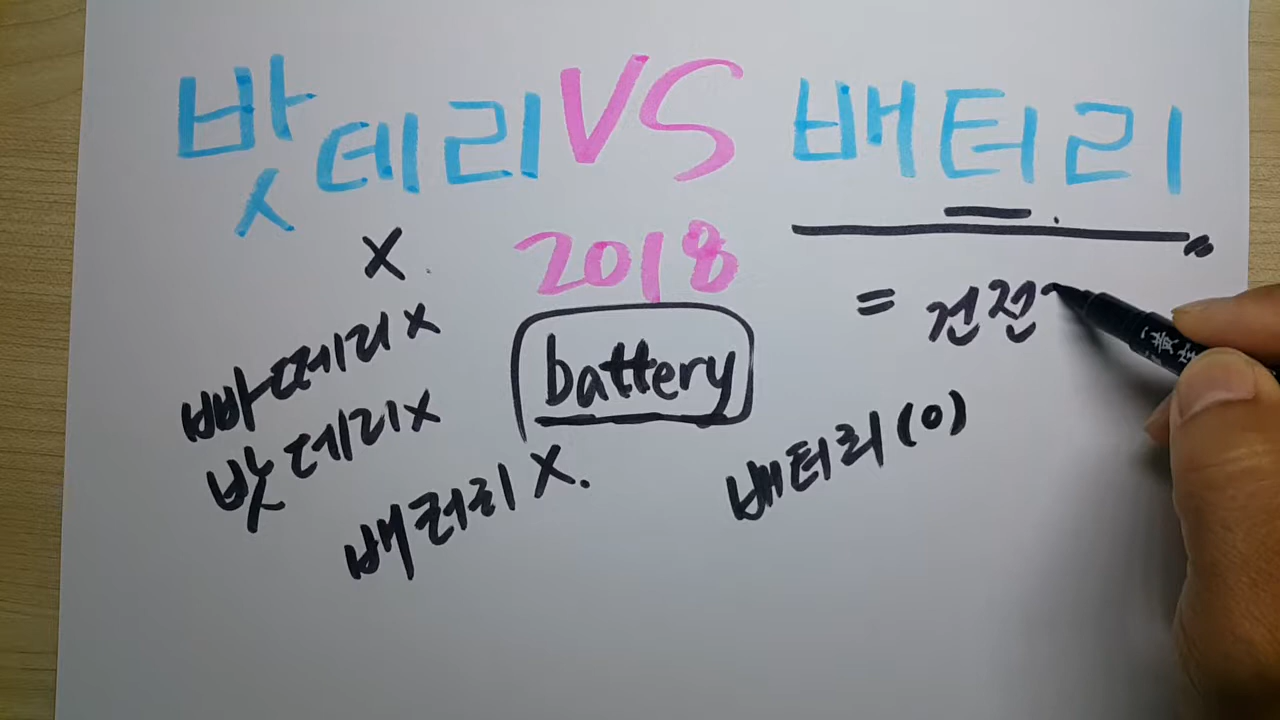 밧데리 VS 배터리
x
2018
= 건전
빠떼리 x
battery
밧데리 x
배터리 (o)
배러리 X.